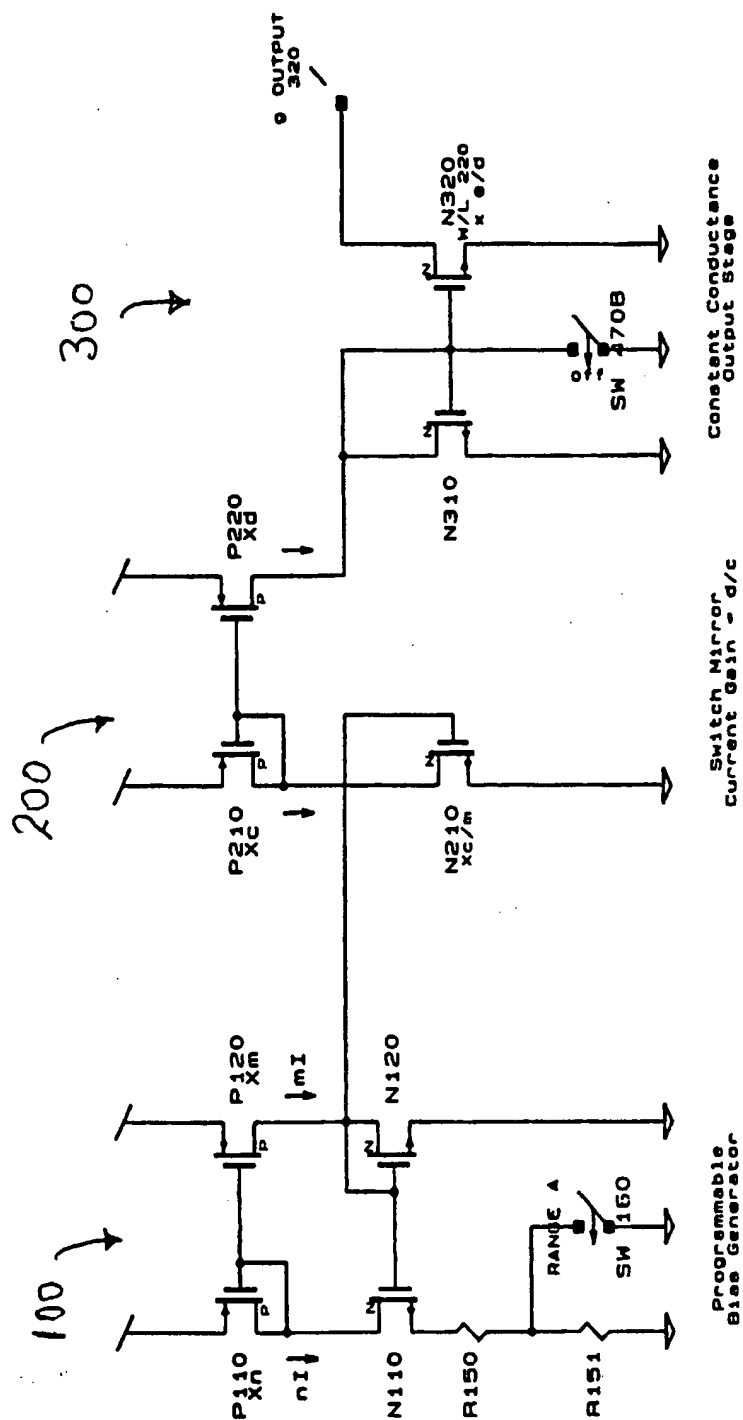 100
200
300
P110
Xn
P
nI
P120
Xm
P
mI
N110
Z
N120
Z
R150
R151
RANGE A
SW 160
Programmable
Bias Generator
P210
Xc
P
P220
Xd
P
N210
Xc/m
Z
Switch Mirror
Current Gain - d/c
N310
Z
N320
W/L 220
x e/d
Z
off
SW 470B
o OUTPUT
320
Constant Conductance
Output Stage